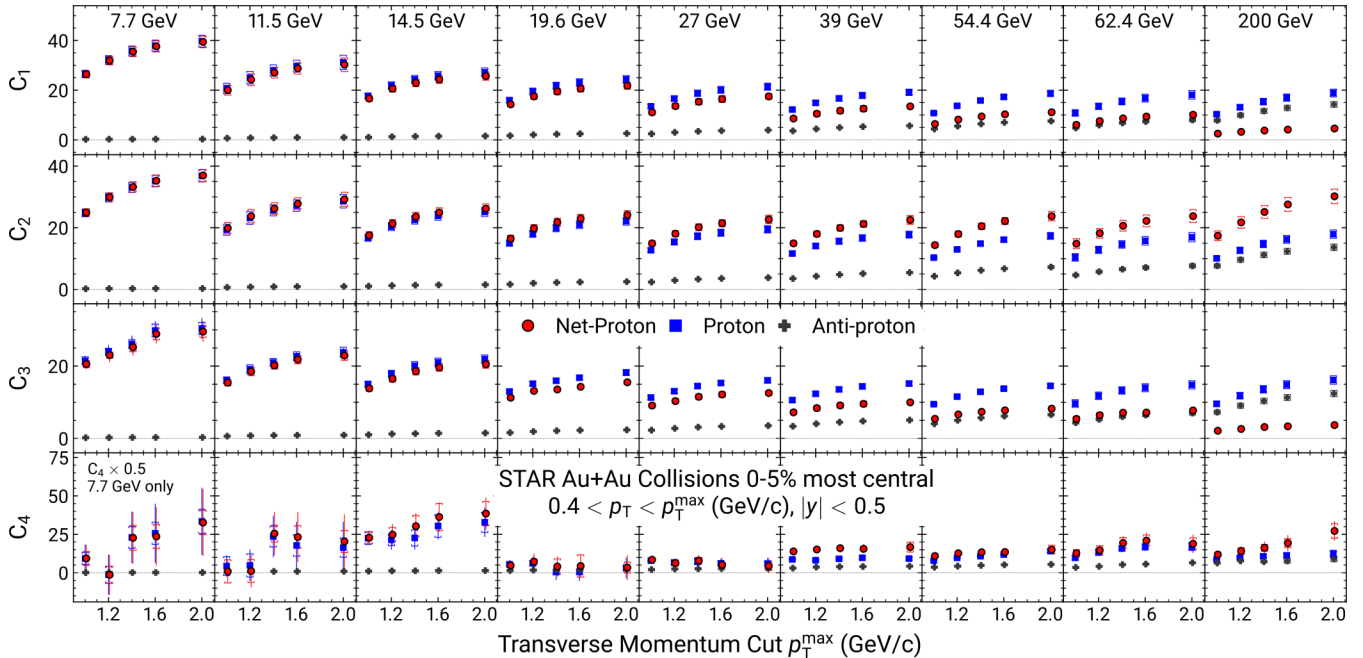 7.7 GeV 11.5 GeV 14.5 GeV 19.6 GeV 27 GeV 39 GeV 54.4 GeV 62.4 GeV 200 GeV
C₁
40
20
0
C₂
40
20
0
Net-Proton Proton Anti-proton
C₃
20
0
C₄
75
50
25
0
C₄ × 0.5
7.7 GeV only
STAR Au+Au Collisions 0-5% most central
0.4 < p_T < p_T^max (GeV/c), |y| < 0.5
1.2 1.6 2.0 1.2 1.6 2.0 1.2 1.6 2.0 1.2 1.6 2.0 1.2 1.6 2.0 1.2 1.6 2.0 1.2 1.6 2.0 1.2 1.6 2.0 1.2 1.6 2.0
Transverse Momentum Cut p_T^max (GeV/c)